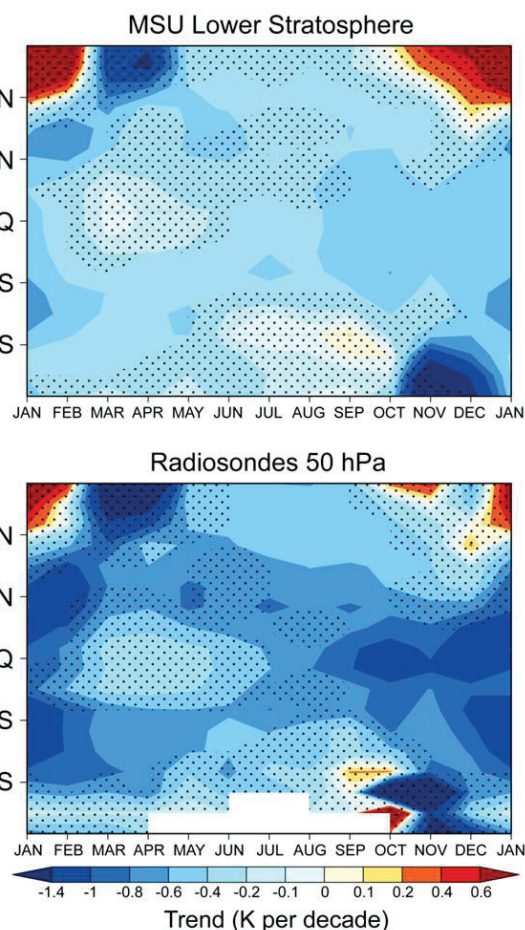 MSU Lower Stratosphere
N
N
Q
S
S
JAN FEB MAR APR MAY JUN JUL AUG SEP OCT NOV DEC JAN
Radiosondes 50 hPa
N
N
Q
S
S
JAN FEB MAR APR MAY JUN JUL AUG SEP OCT NOV DEC JAN
-1.4 -1 -0.8 -0.6 -0.4 -0.2 -0.1 0 0.1 0.2 0.4 0.6
Trend (K per decade)